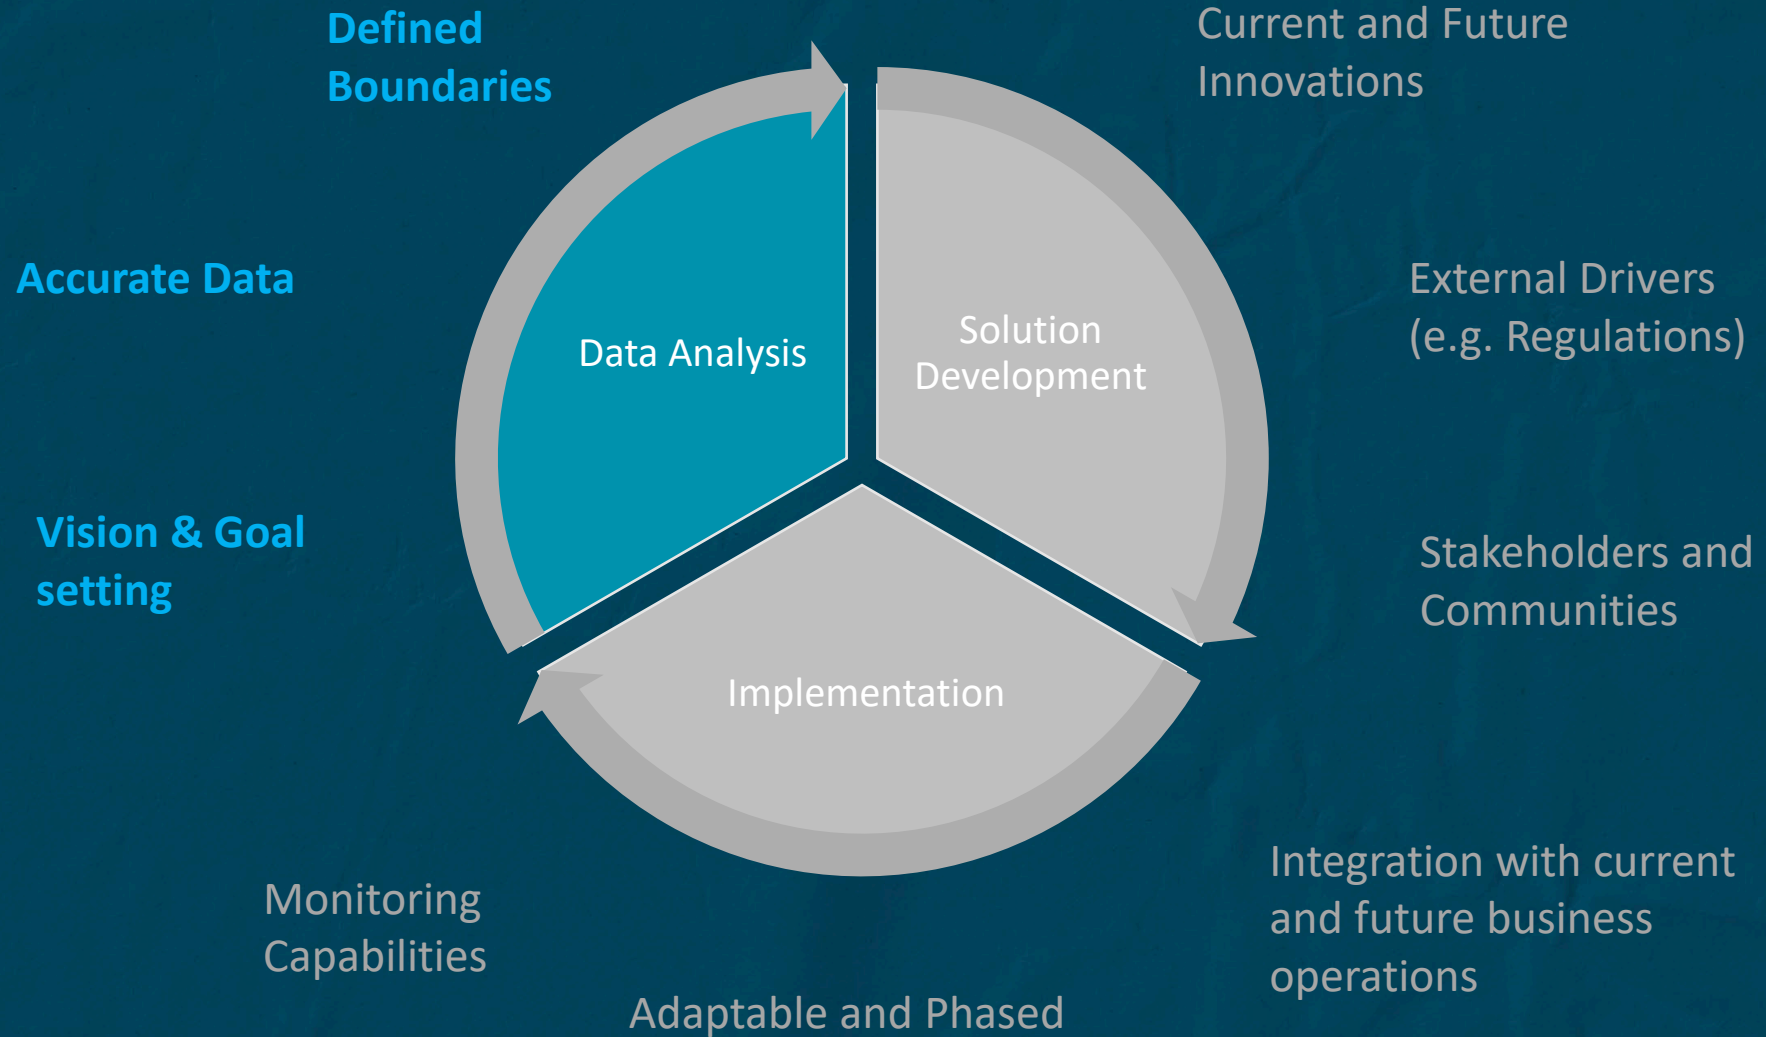 Defined
Boundaries
Current and Future
Innovations
Accurate Data
External Drivers
(e.g. Regulations)
Data Analysis
Solution
Development
Vision & Goal
setting
Stakeholders and
Communities
Implementation
Monitoring
Capabilities
Integration with current
and future business
operations
Adaptable and Phased